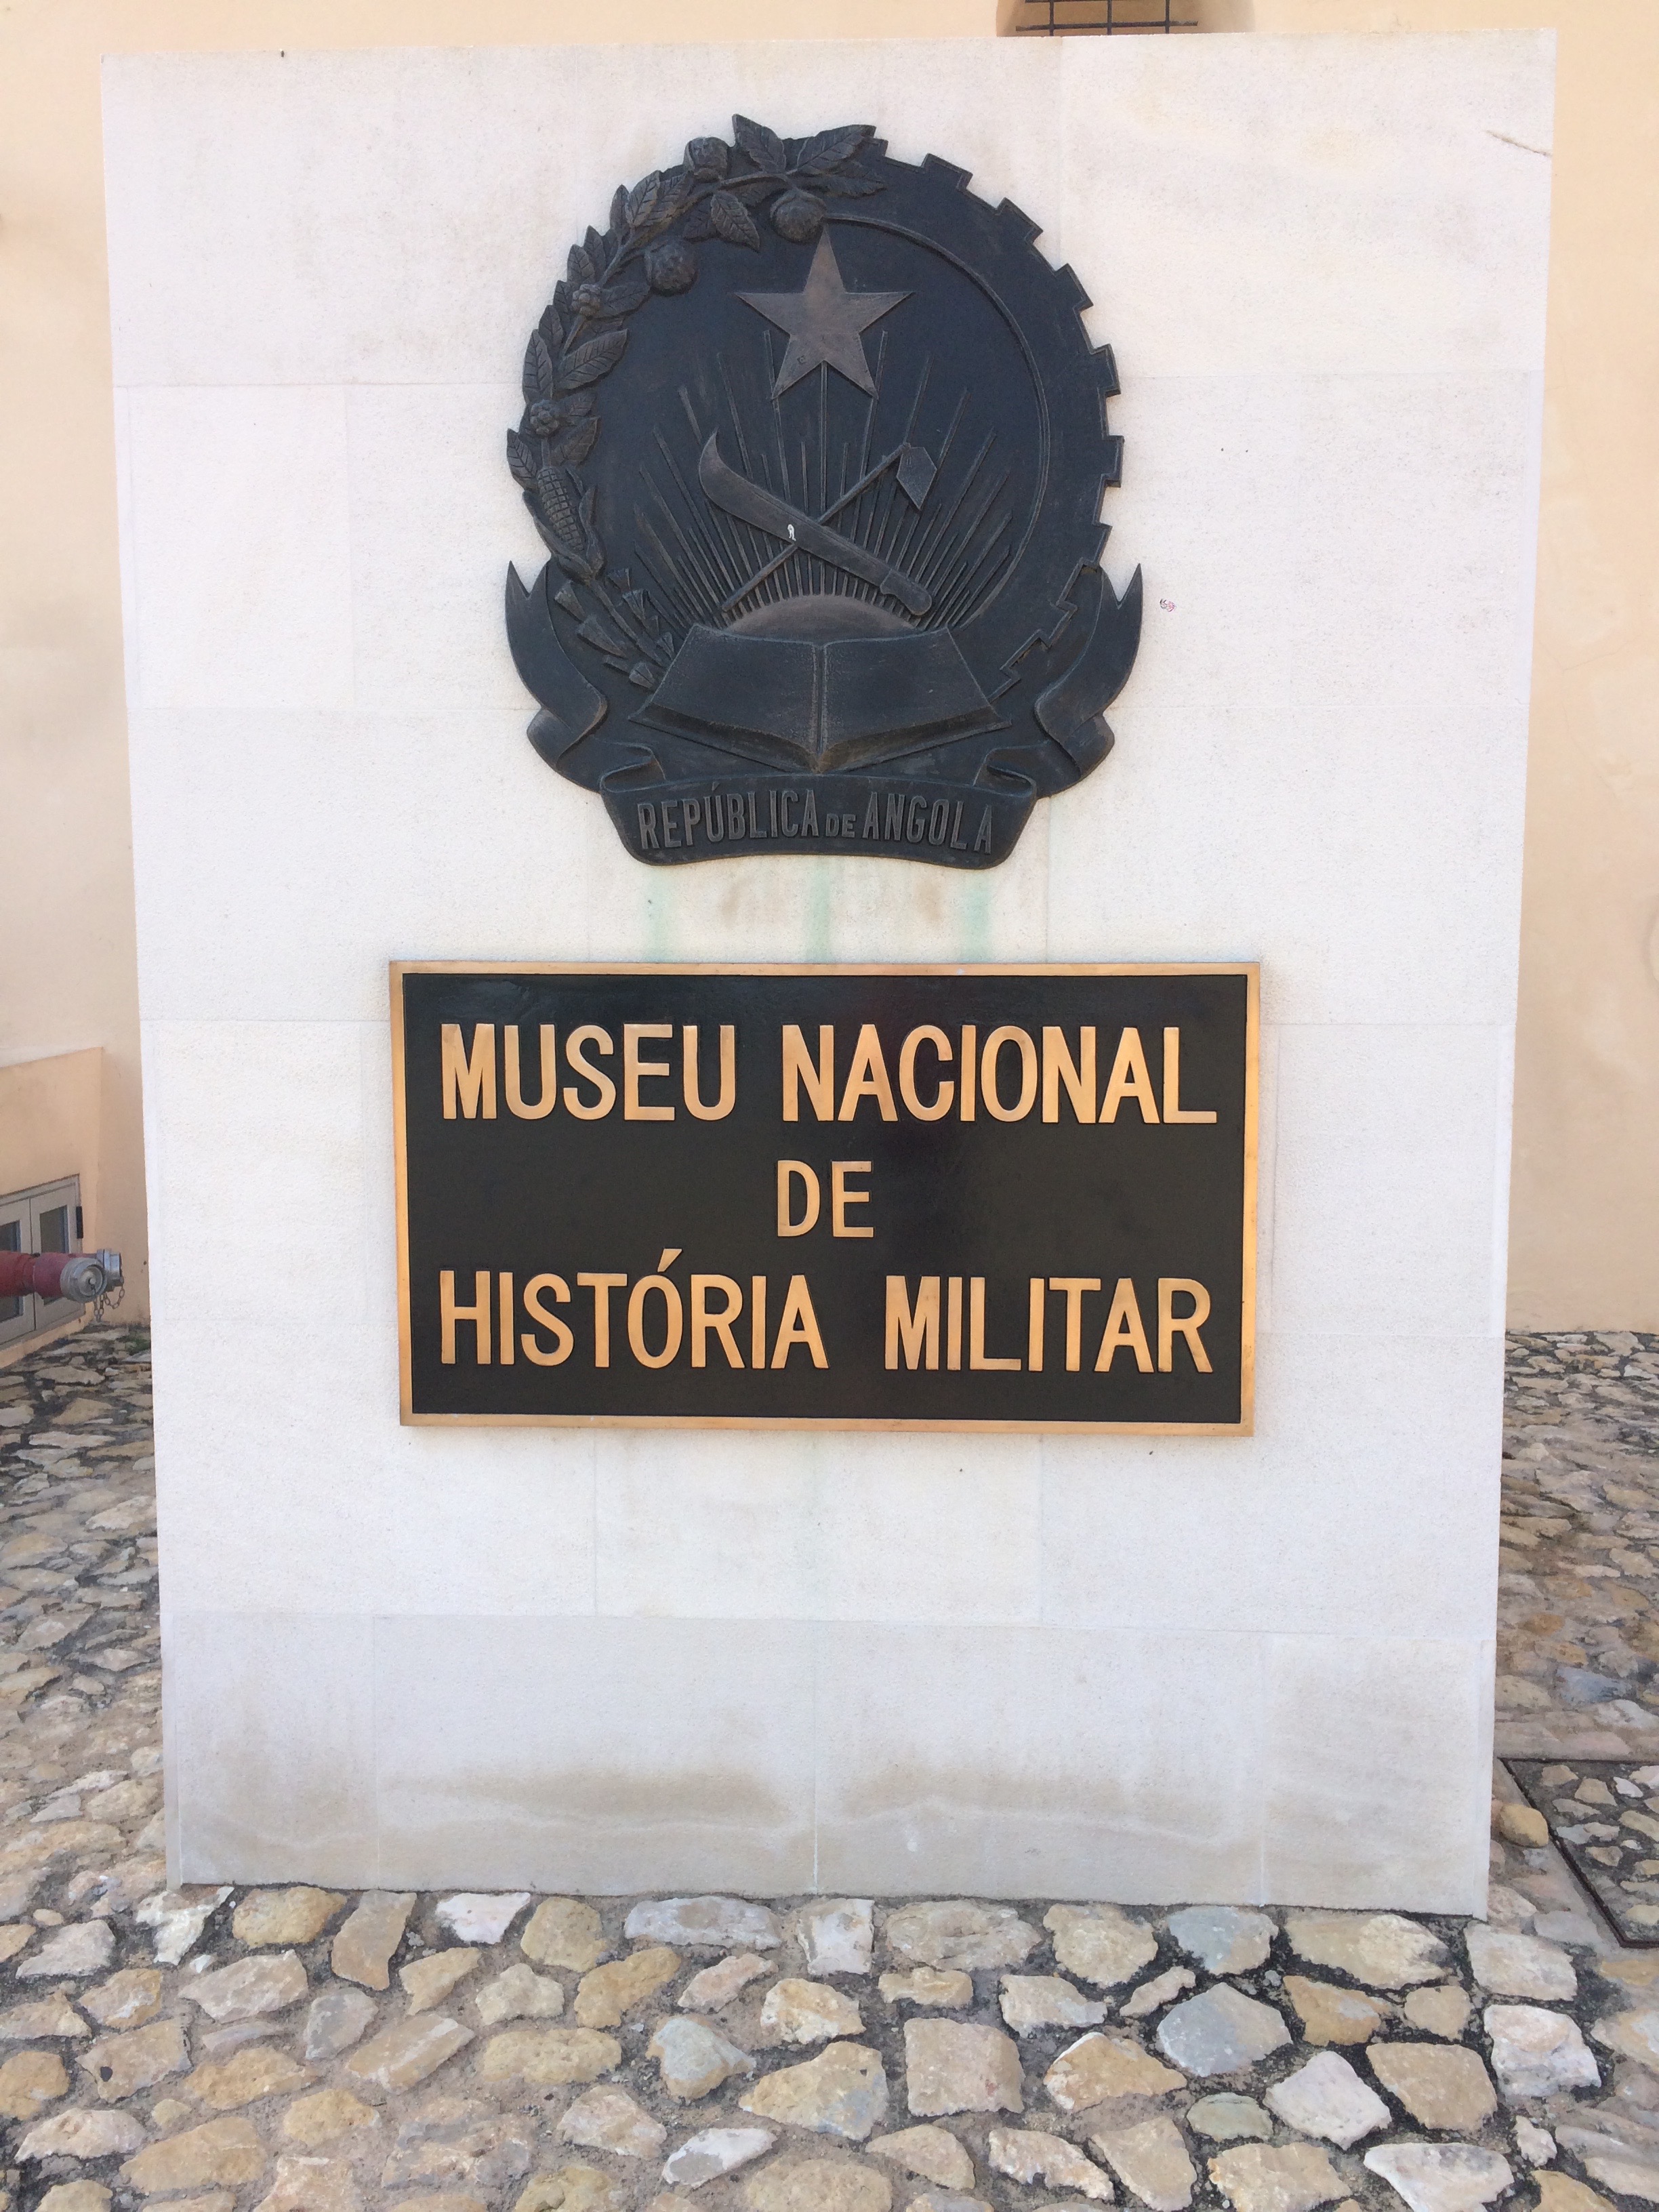 REPÚBLICA DE ANGOLA
MUSEU NACIONAL
DE
HISTÓRIA MILITAR